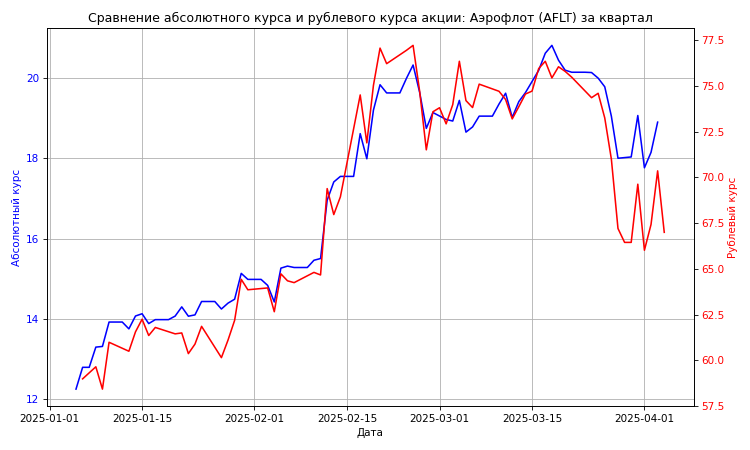 Сравнение абсолютного курса и рублевого курса акции: Аэрофлот (AFLT) за квартал
Абсолютный курс
20
18
16
14
12
77.5
75.0
72.5
70.0
67.5
65.0
62.5
60.0
57.5
Рублевый курс
2025-01-01 2025-01-15 2025-02-01 2025-02-15 2025-03-01 2025-03-15 2025-04-01
Дата